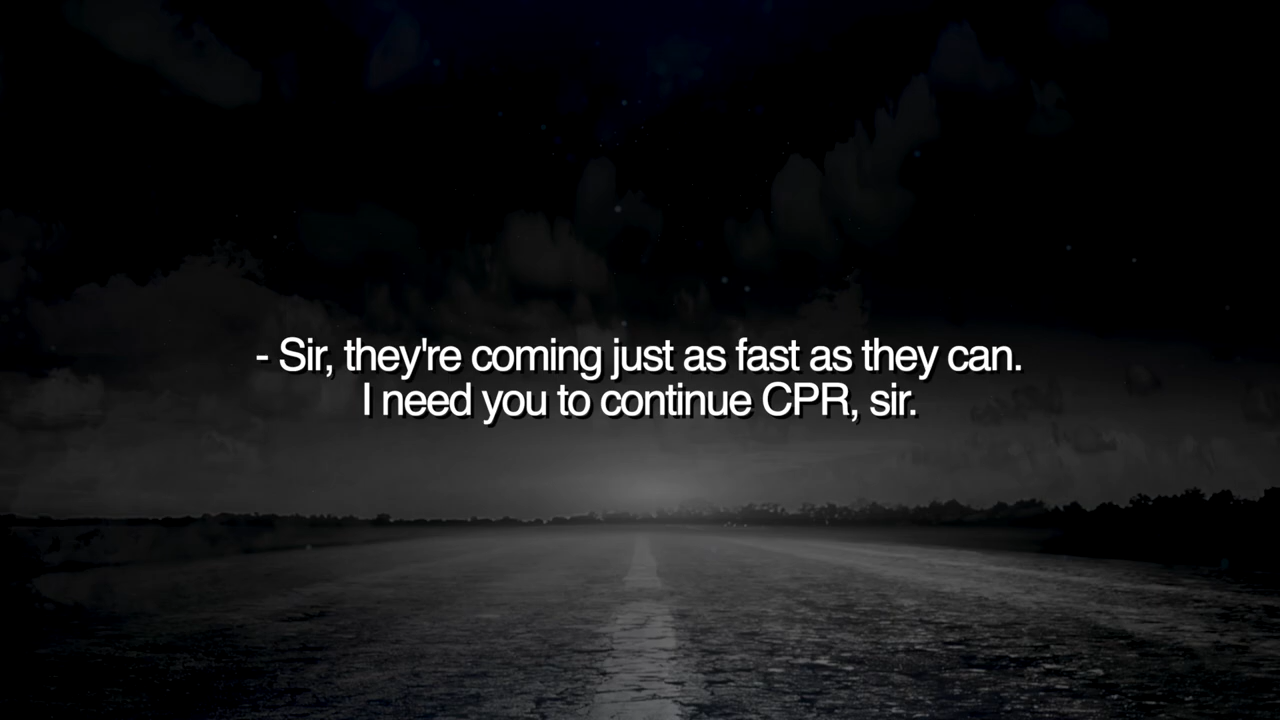 - Sir, they're coming just as fast as they can.
I need you to continue CPR, sir.